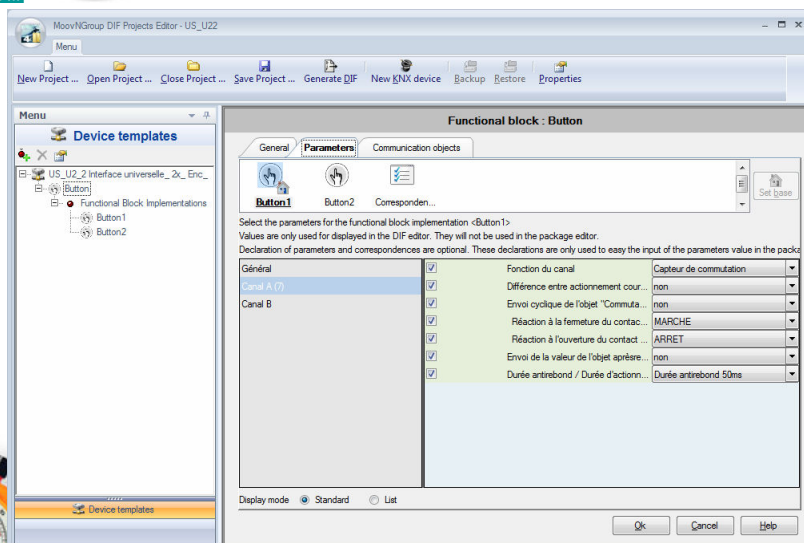 MoovNGroup DIF Projects Editor - US_U22
Menu
New Project ... Open Project ... Close Project ... Save Project ... Generate DIF New KNX device Backup Restore Properties
Menu
Device templates
US_U2_2 Interface universelle_ 2x_ Enc_
Button
Functional Block Implementations
Button1
Button2
Device templates
Functional block : Button
General Parameters Communication objects
Button1 Button2 Corresponden...
Set base
Select the parameters for the functional block implementation <Button1>
Values are only used for displayed in the DIF editor. They will not be used in the package editor.
Declaration of parameters and correspondences are optional. These declarations are only used to easy the input of the parameters value in the packa
Général
Canal A (7)
Canal B
Fonction du canal Capteur de commutation
Différence entre actionnement cour... non
Envoi cyclique de l'objet "Commuta... non
Réaction à la fermeture du contac... MARCHE
Réaction à l'ouverture du contact ... ARRET
Envoi de la valeur de l'objet aprèsre... non
Durée antirebond / Durée d'actionn... Durée antirebond 50ms
Display mode Standard List
Ok Cancel Help